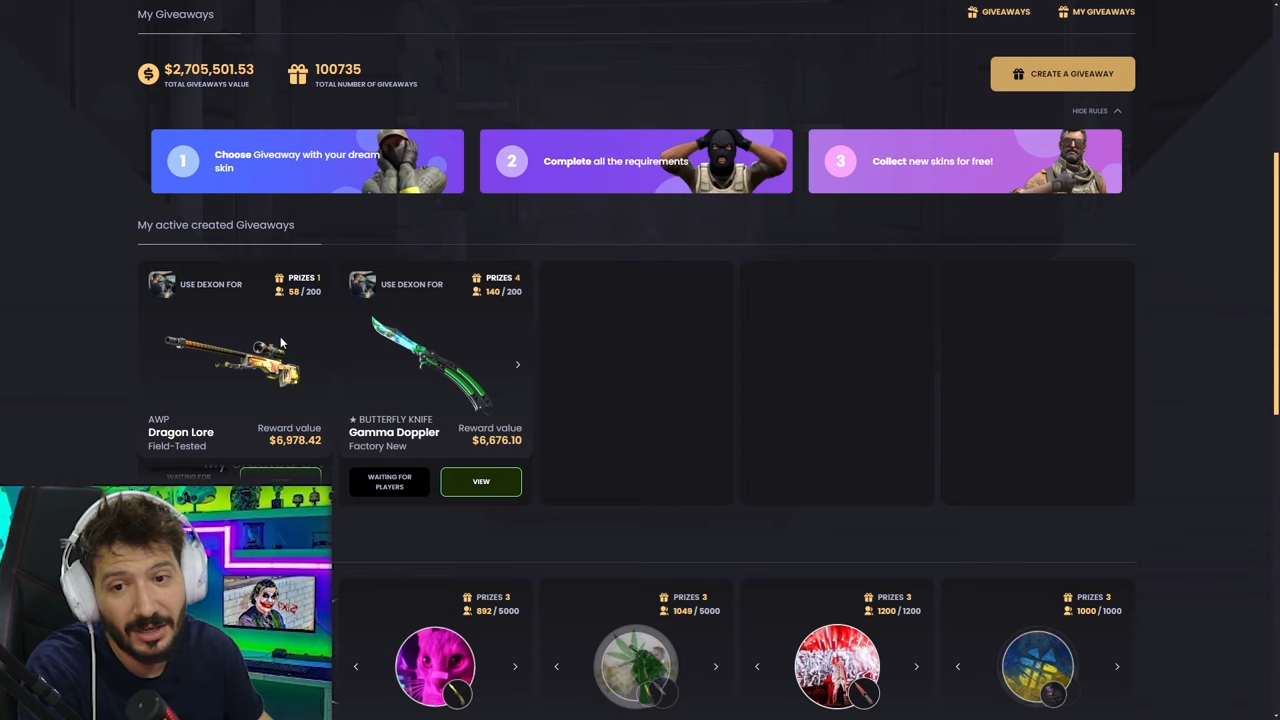 My Giveaways
GIVEAWAYS
MY GIVEAWAYS
$2,705,501.53
TOTAL GIVEAWAYS VALUE
100735
TOTAL NUMBER OF GIVEAWAYS
CREATE A GIVEAWAY
HIDE RULES
1
Choose Giveaway with your dream
skin
2
Complete all the requirements
3
Collect new skins for free!
My active created Giveaways
USE DEXON FOR
PRIZES 1
58 / 200
AWP
Dragon Lore
Field-Tested
Reward value
$6,978.42
WAITING FOR
USE DEXON FOR
PRIZES 4
140 / 200
★ BUTTERFLY KNIFE
Gamma Doppler
Factory New
Reward value
$6,676.10
WAITING FOR
PLAYERS
VIEW
PRIZES 3
892 / 5000
PRIZES 3
1049 / 5000
PRIZES 3
1200 / 1200
PRIZES 3
1000 / 1000